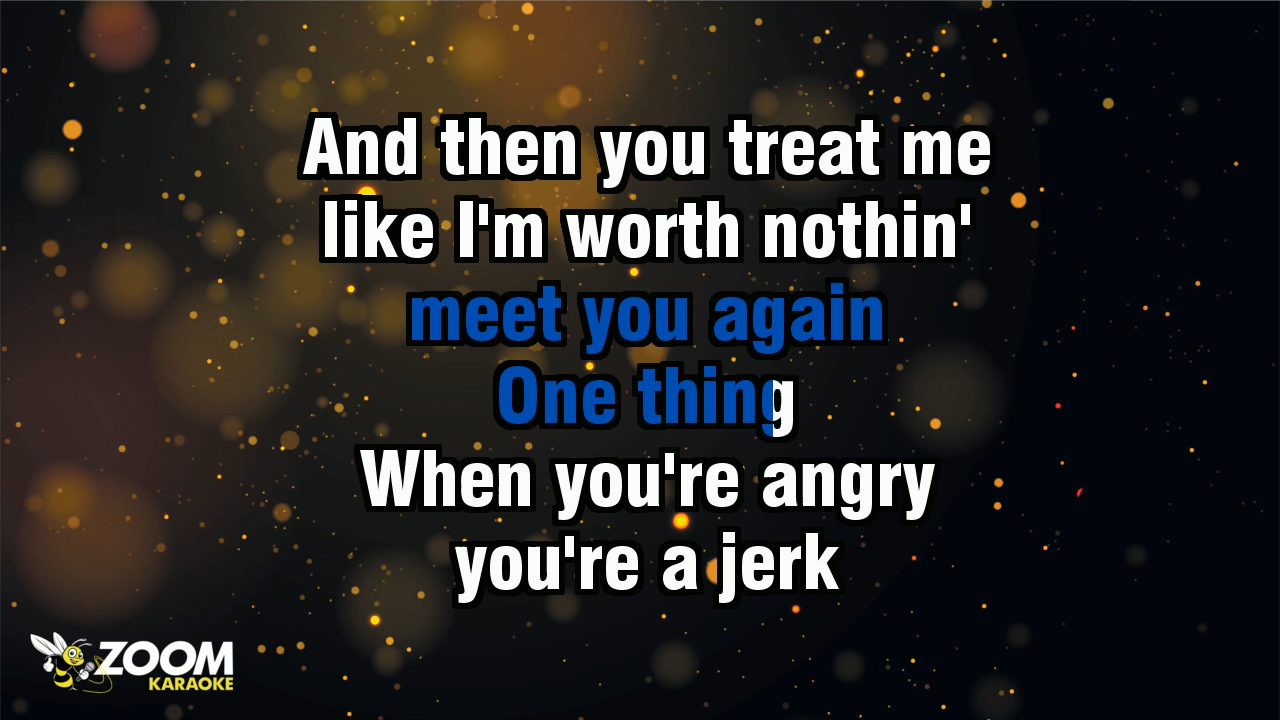 And then you treat me
like I'm worth nothin'
meet you again
One thing
When you're angry
you're a jerk
ZOOM
KARAOKE